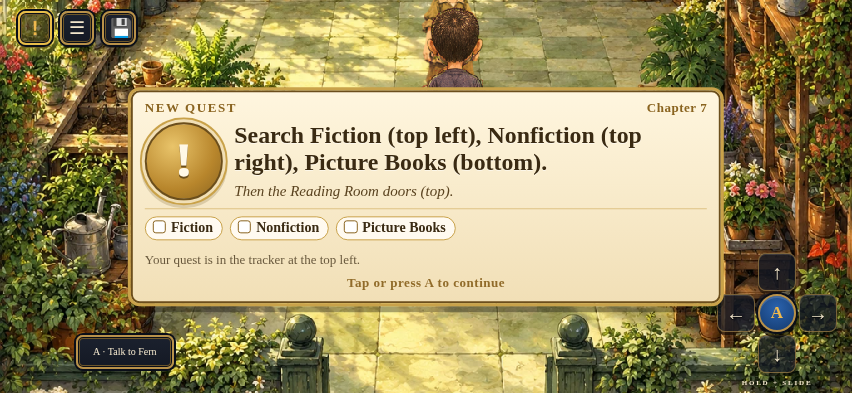 NEW QUEST
Chapter 7
!
Search Fiction (top left), Nonfiction (top
right), Picture Books (bottom).
Then the Reading Room doors (top).
Fiction
Nonfiction
Picture Books
Your quest is in the tracker at the top left.
Tap or press A to continue
↑
← A →
↓
A · Talk to Fern
HOLD + SLIDE